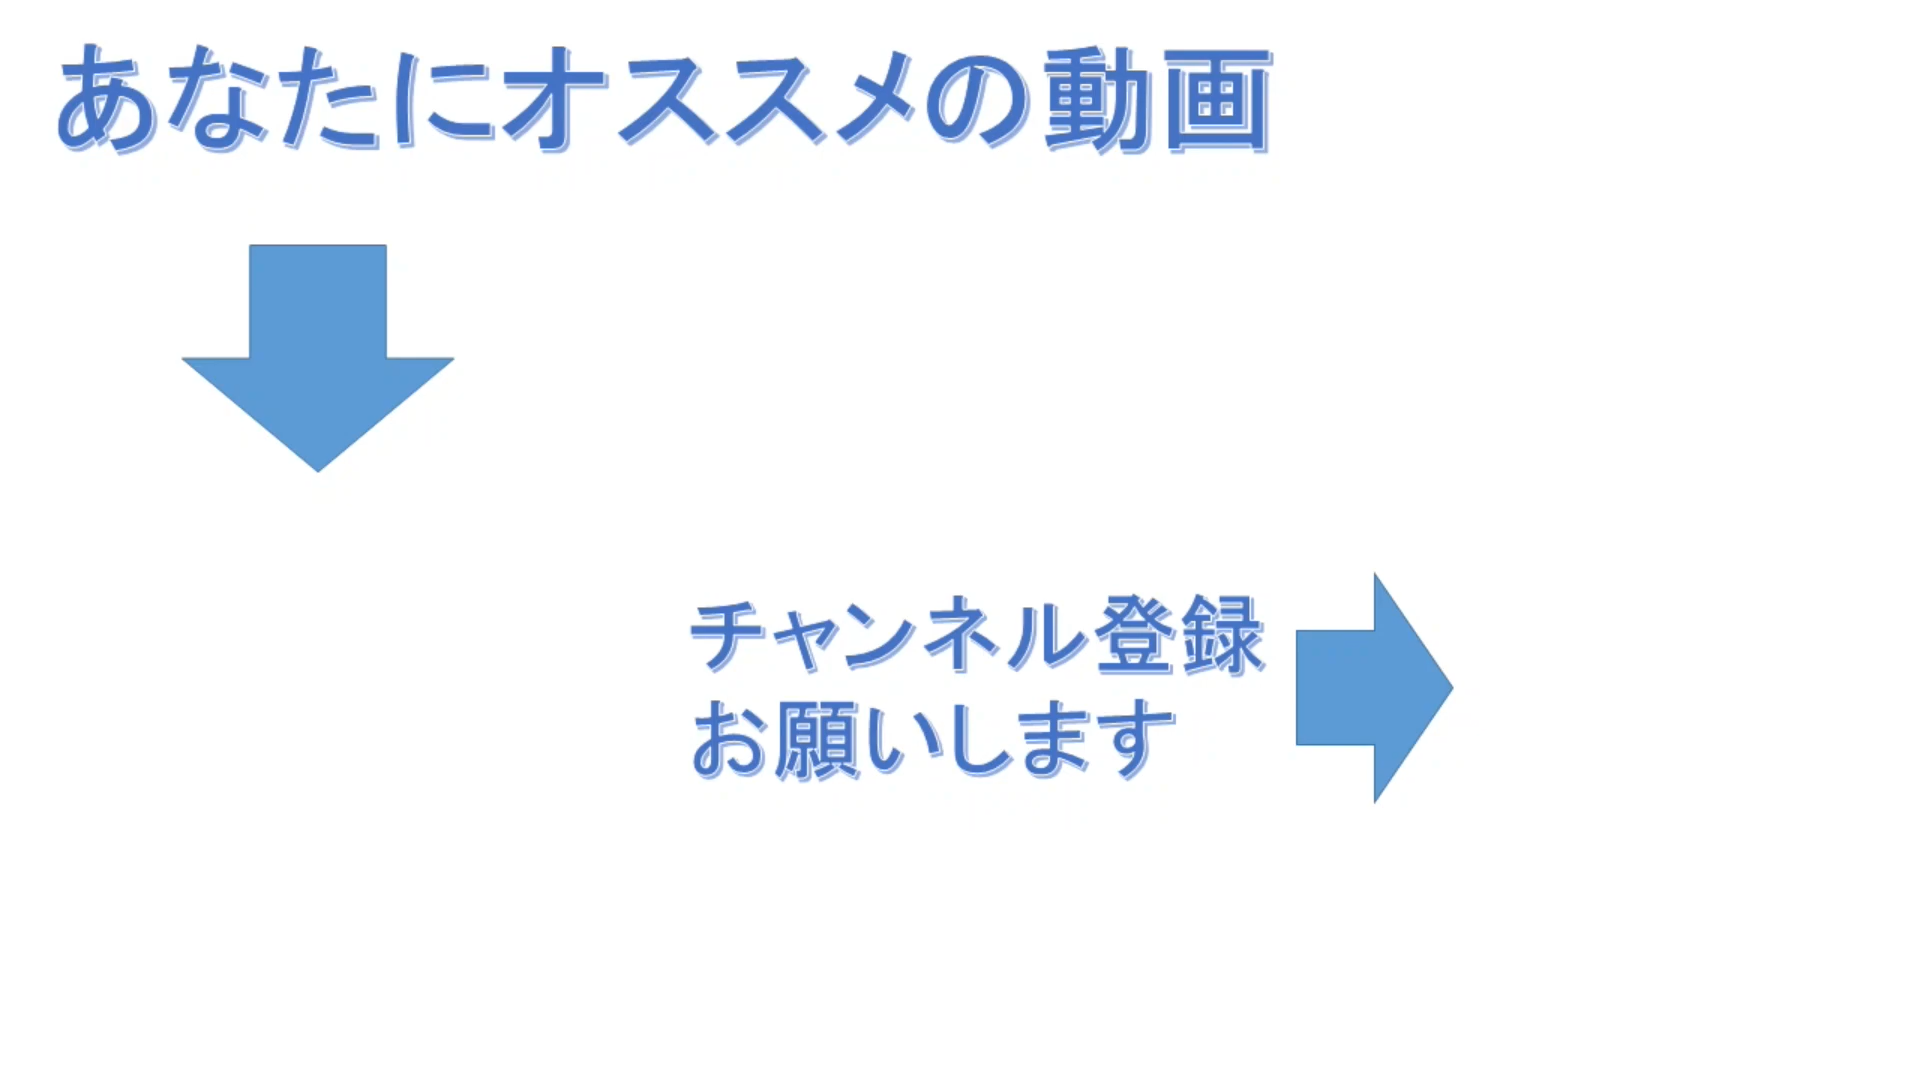 あなたにオススメの動画
チャンネル登録
お願いします